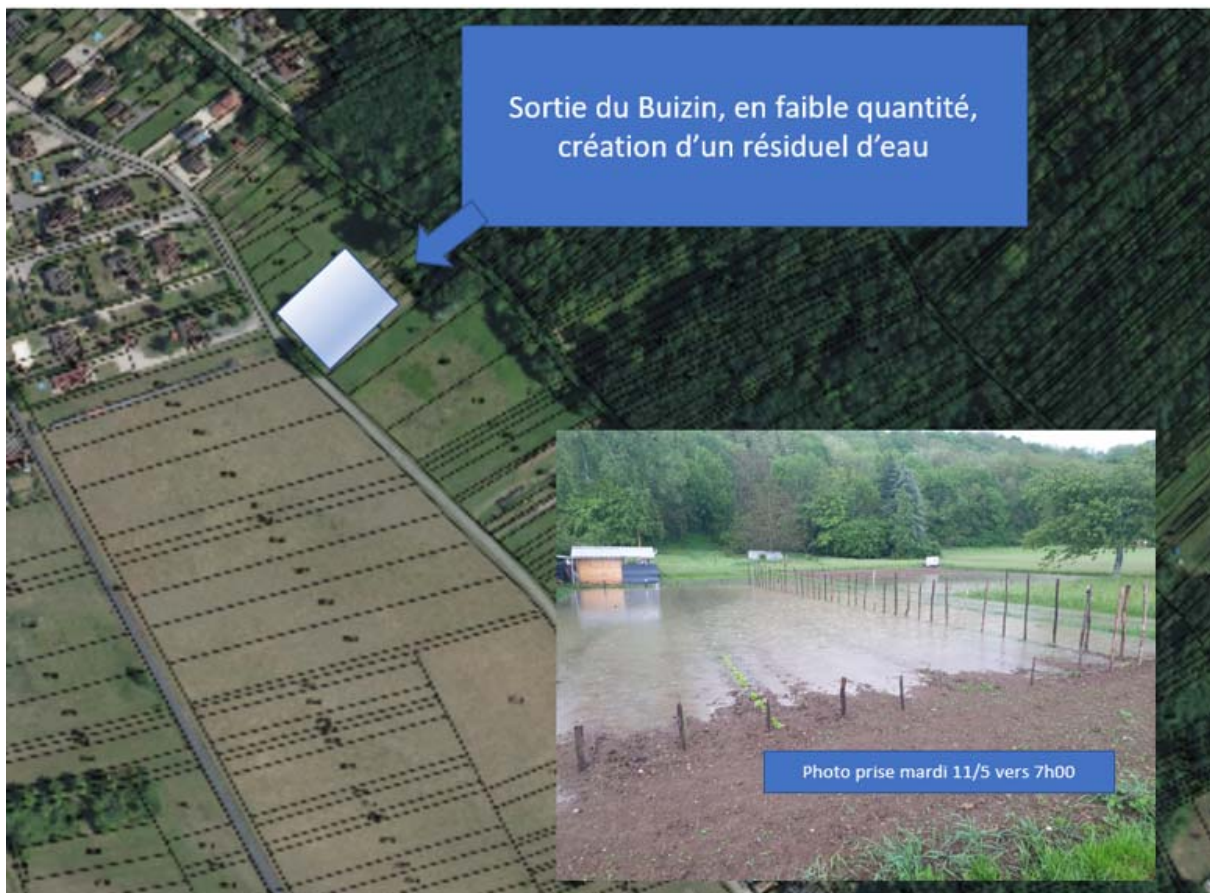 Sortie du Buizin, en faible quantité,
création d'un résiduel d'eau
Photo prise mardi 11/5 vers 7h00